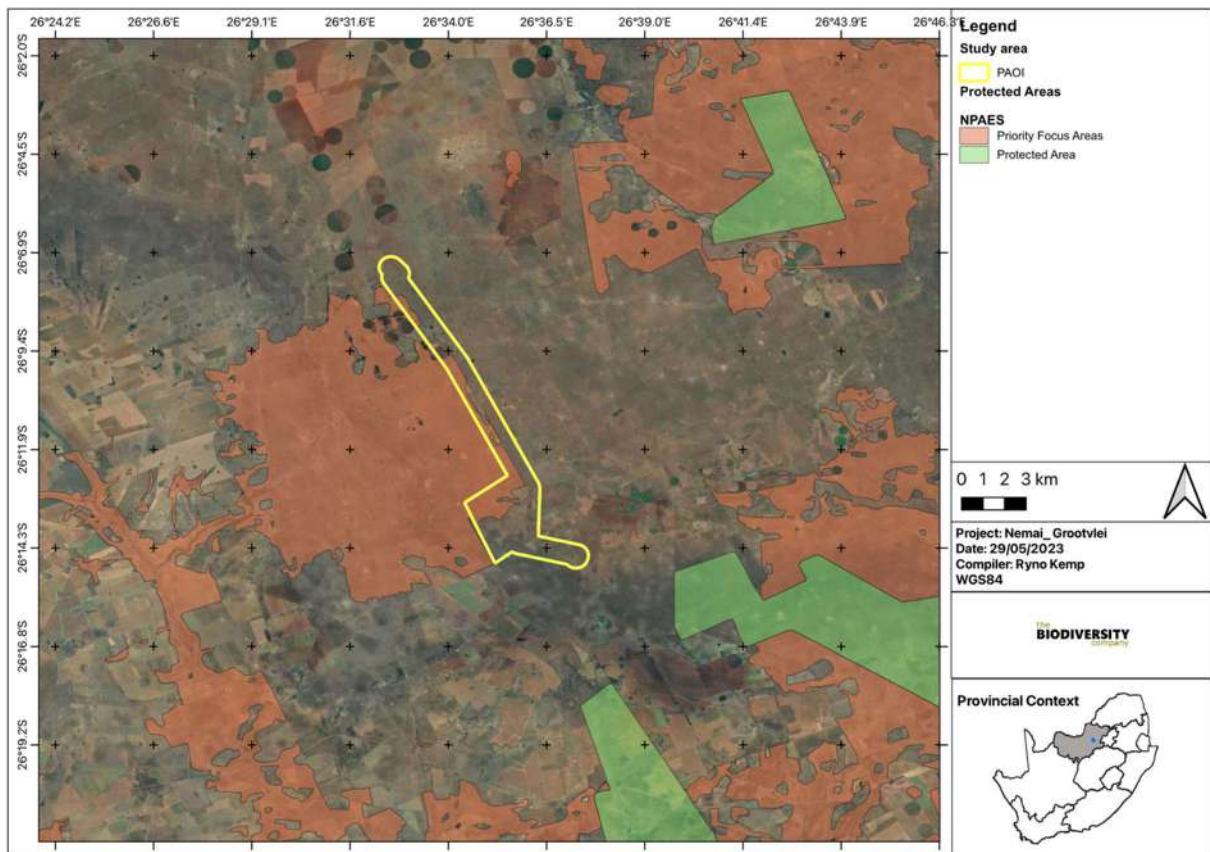 26°24.2'E 26°26.6'E 26°29.1'E 26°31.6'E 26°34.0'E 26°36.5'E 26°39.0'E 26°41.4'E 26°43.9'E 26°46.3'E
26°2.0'S
26°4.5'S
26°6.9'S
26°9.4'S
26°11.9'S
26°14.3'S
26°16.8'S
26°19.2'S
Legend
Study area
PAOI
Protected Areas
NPAES
Priority Focus Areas
Protected Area
0 1 2 3 km
Project: Nemai_Grootvlei
Date: 29/05/2023
Compiler: Ryno Kemp
WGS84
the
BIODIVERSITY
company
Provincial Context